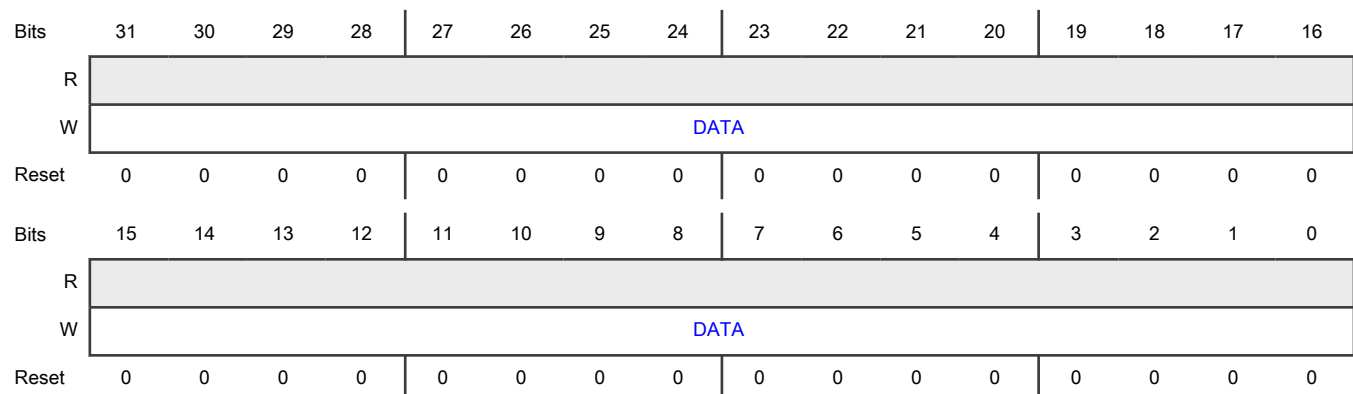 Bits 31 30 29 28 27 26 25 24 23 22 21 20 19 18 17 16
R
W DATA
Reset 0 0 0 0 0 0 0 0 0 0 0 0 0 0 0 0
Bits 15 14 13 12 11 10 9 8 7 6 5 4 3 2 1 0
R
W DATA
Reset 0 0 0 0 0 0 0 0 0 0 0 0 0 0 0 0